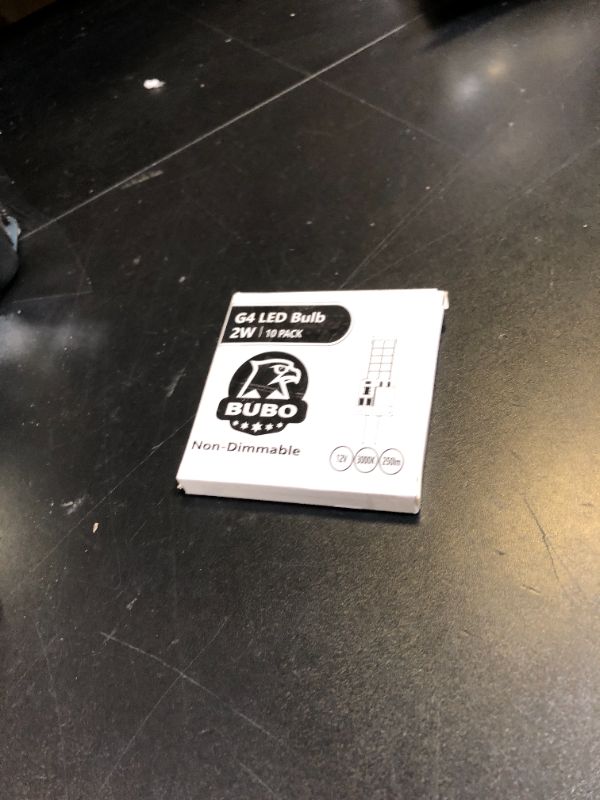 G4 LED Bulb
2W | 10 PACK
BUBO
Non-Dimmable
12V 3000K 250lm